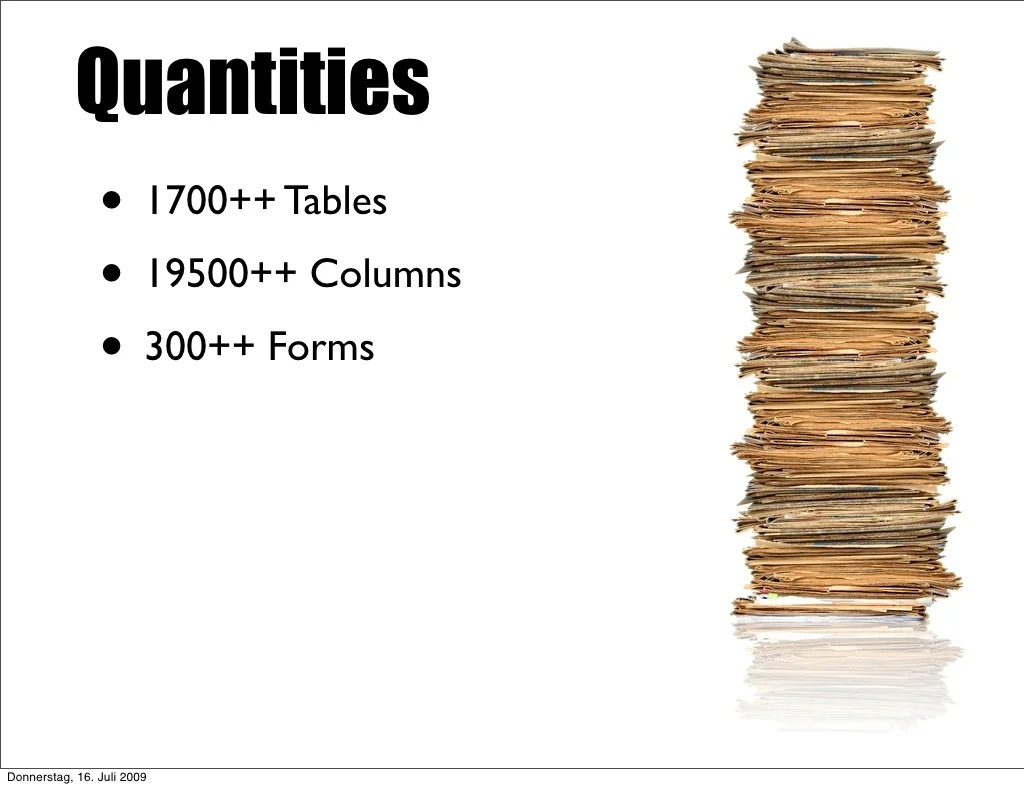 Quantities
• 1700++ Tables
• 19500++ Columns
• 300++ Forms
Donnerstag, 16. Juli 2009